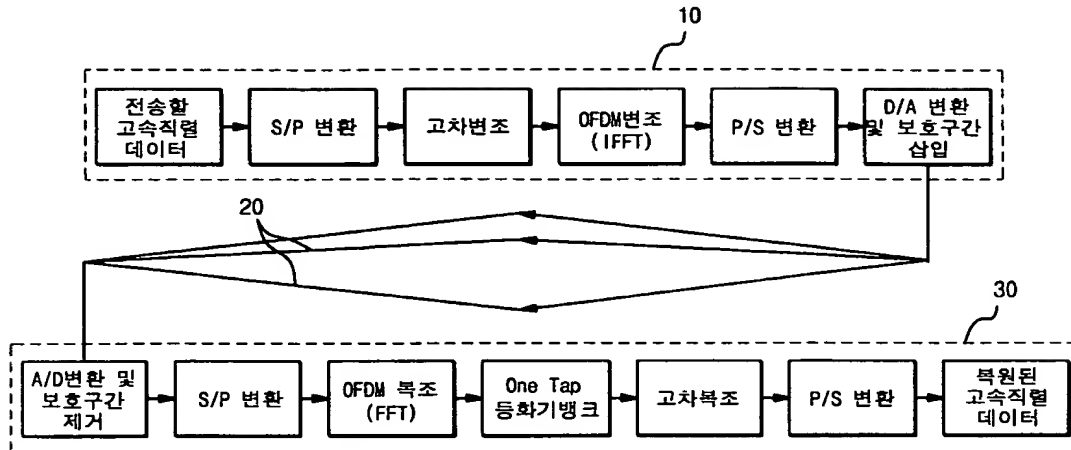 10
전송할
고속직렬
데이터
S/P 변환
고차변조
OFDM변조
(IFFT)
P/S 변환
D/A 변환
및 보호구간
삽입
20
20
30
A/D변환 및
보호구간
제거
S/P 변환
OFDM 복조
(FFT)
One Tap
등화기뱅크
고차복조
P/S 변환
복원된
고속직렬
데이터